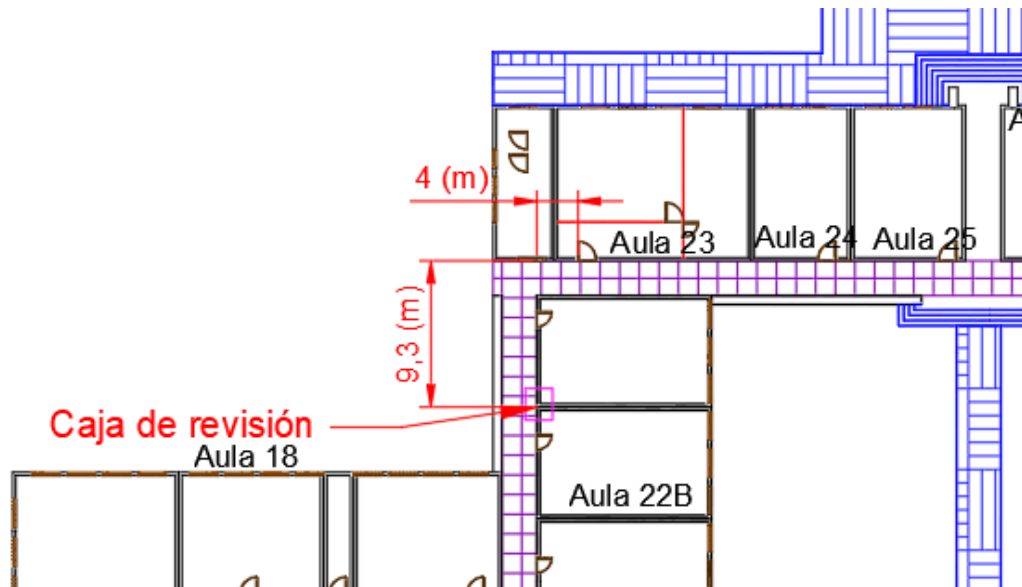 4 (m)
Aula 23
Aula 24
Aula 25
A
9,3 (m)
Caja de revisión
Aula 18
Aula 22B